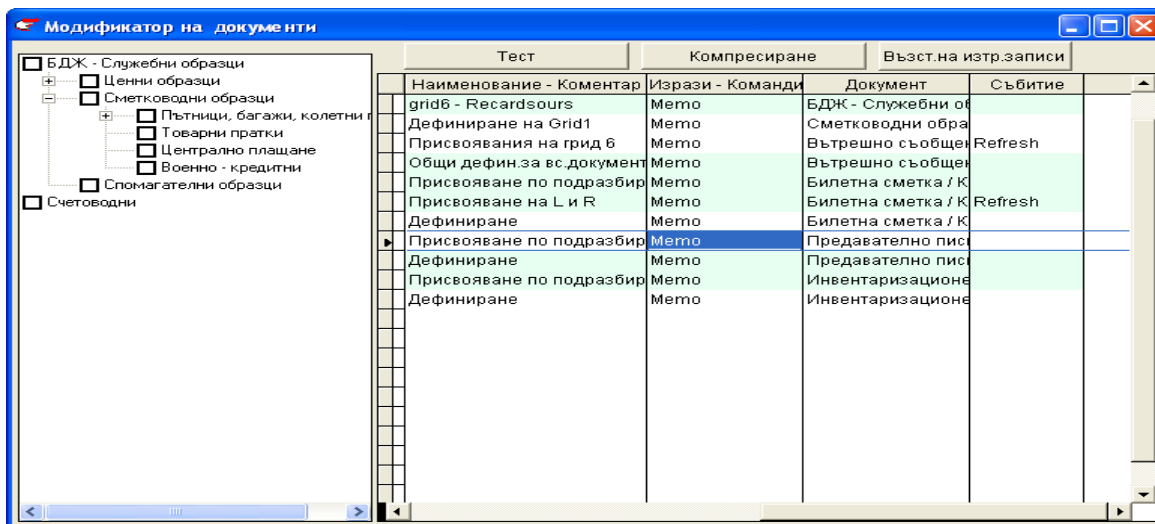 Модификатор на документи
Тест Компресиране Възст.на изтр.записи
БДЖ - Служебни образци
Ценни образци
Сметководни образци
Пътници, багажи, колетни
Товарни пратки
Централно плащане
Военно - кредитни
Спомагателни образци
Счетоводни
Наименование - Коментар Изрази - Команди Документ Събитие
grid6 - Recardsours Memo БДЖ - Служебни
Дефиниране на Grid1 Memo Сметководни обра
Присвоявания на грид 6 Memo Вътрешно съобщен Refresh
Общи дефин.за вс.документ Memo Вътрешно съобщен
Присвояване по подразбир Memo Билетна сметка / К
Присвояване на L и R Memo Билетна сметка / К Refresh
Дефиниране Memo Билетна сметка / К
Присвояване по подразбир Memo Предавателно пис
Дефиниране Memo Предавателно пис
Присвояване по подразбир Memo Инвентаризационе
Дефиниране Memo Инвентаризационе